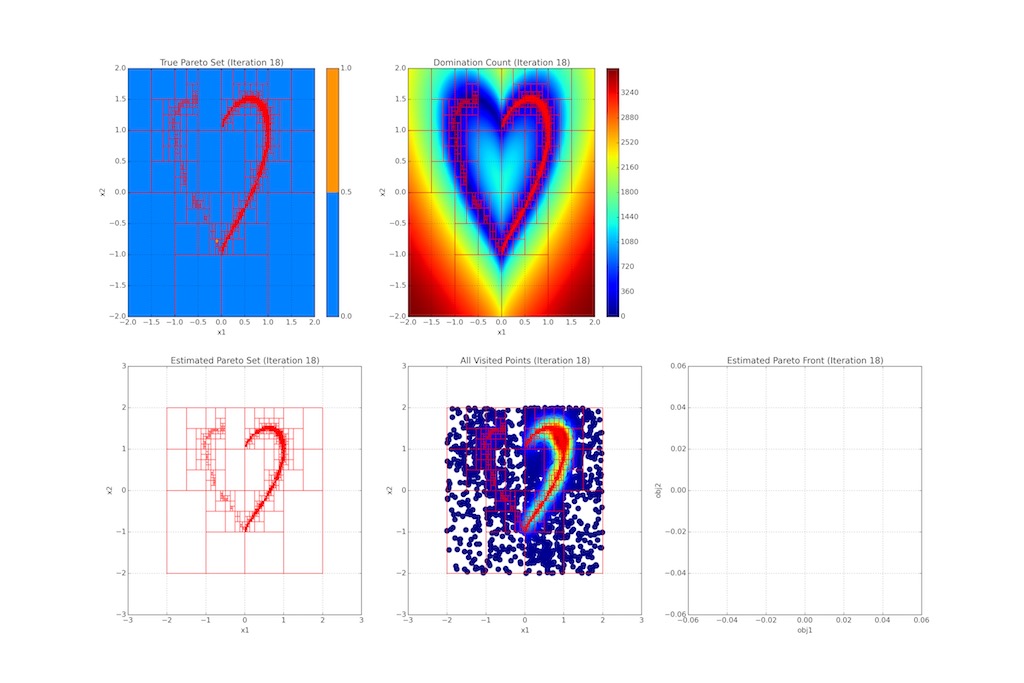 True Pareto Set (Iteration 18)
2.0
1.5
1.0
0.5
0.0
−0.5
−1.0
−1.5
−2.0
x2
−2.0 −1.5 −1.0 −0.5 0.0 0.5 1.0 1.5 2.0
x1
1.0
0.5
0.0
Domination Count (Iteration 18)
2.0
1.5
1.0
0.5
0.0
−0.5
−1.0
−1.5
−2.0
x2
−2.0 −1.5 −1.0 −0.5 0.0 0.5 1.0 1.5 2.0
x1
3240
2880
2520
2160
1800
1440
1080
720
360
0
Estimated Pareto Set (Iteration 18)
3
2
1
0
−1
−2
−3
x2
−3 −2 −1 0 1 2 3
x1
All Visited Points (Iteration 18)
3
2
1
0
−1
−2
−3
x2
−3 −2 −1 0 1 2 3
x1
Estimated Pareto Front (Iteration 18)
0.06
0.04
0.02
0.00
−0.02
−0.04
−0.06
obj2
−0.06 −0.04 −0.02 0.00 0.02 0.04 0.06
obj1